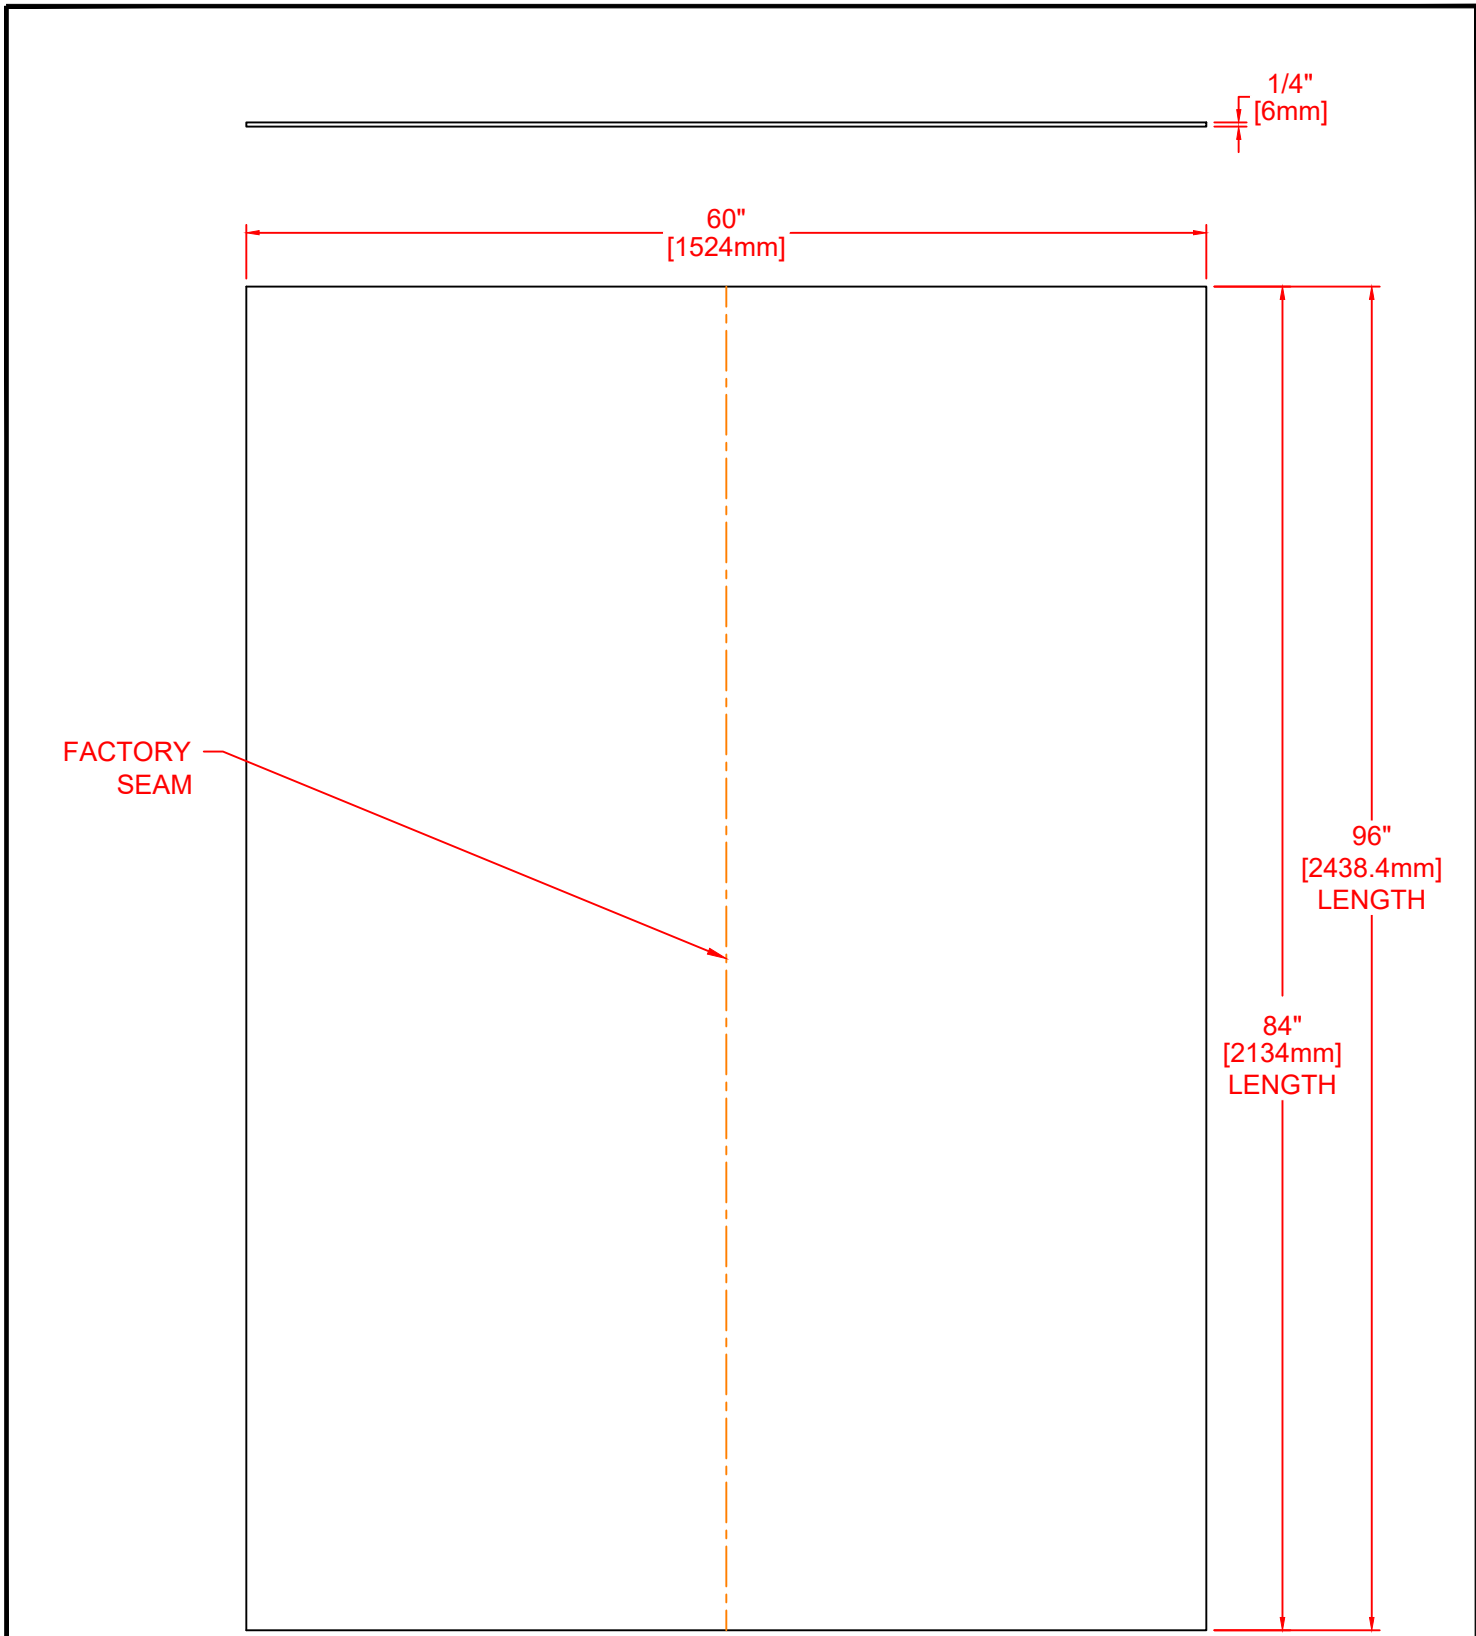 1/4"
[6mm]
60"
[1524mm]
FACTORY
SEAM
96"
[2438.4mm]
LENGTH
84"
[2134mm]
LENGTH